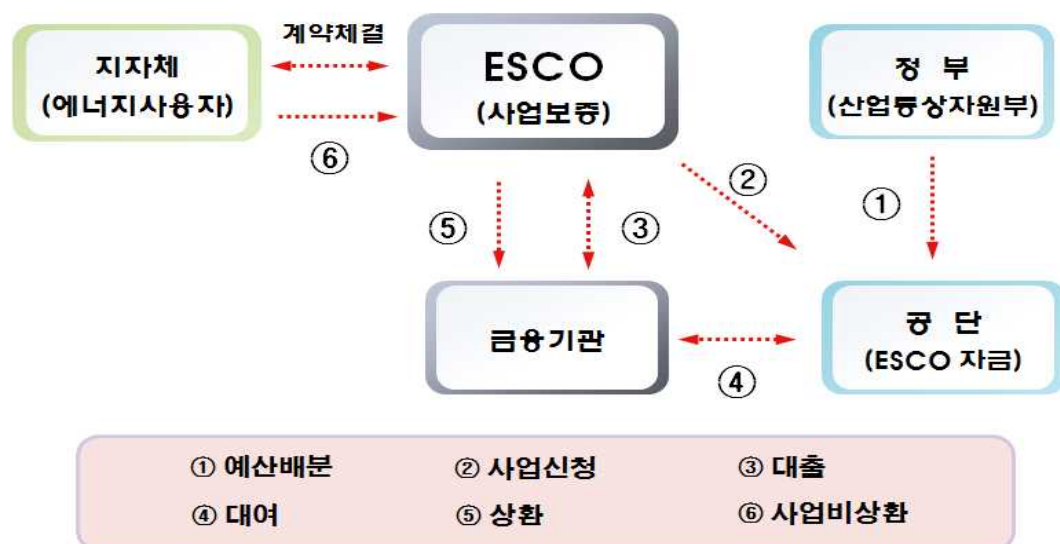 계약체결
지자체
(에너지사용자)
ESCO
(사업보증)
정 부
(산업통상자원부)
⑥
②
①
⑤
③
금융기관
공 단
(ESCO 자금)
④
① 예산배분 ② 사업신청 ③ 대출
④ 대여 ⑤ 상환 ⑥ 사업비상환